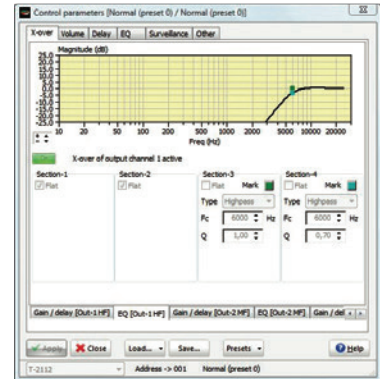 Control parameters [Normal (preset 0) / Normal (preset 0)]
X-over Volume Delay EQ Surveillance Other
Magnitude (dB)
25.0
20.0
15.0
10.0
5.0
0.0
-5.0
-10.0
-15.0
-20.0
-25.0
10 20 50 100 200 500 1000 2000 5000 10000 20000
Freq (Hz)
X-over of output channel 1 active
Section-1 Section-2 Section-3 Section-4
Flat Flat Flat Mark Flat Mark
Type Highpass Type Highpass
Fc 6000 Hz Fc 6000 Hz
Q 1,00 Q 0,70
Gain / delay [Out-1 HF] EQ [Out-1 HF] Gain / delay [Out-2 MF] EQ [Out-2 MF] Gain / del
Apply Close Load... Save... Presets Help
T-2112 Address -> 001 Normal (preset 0)